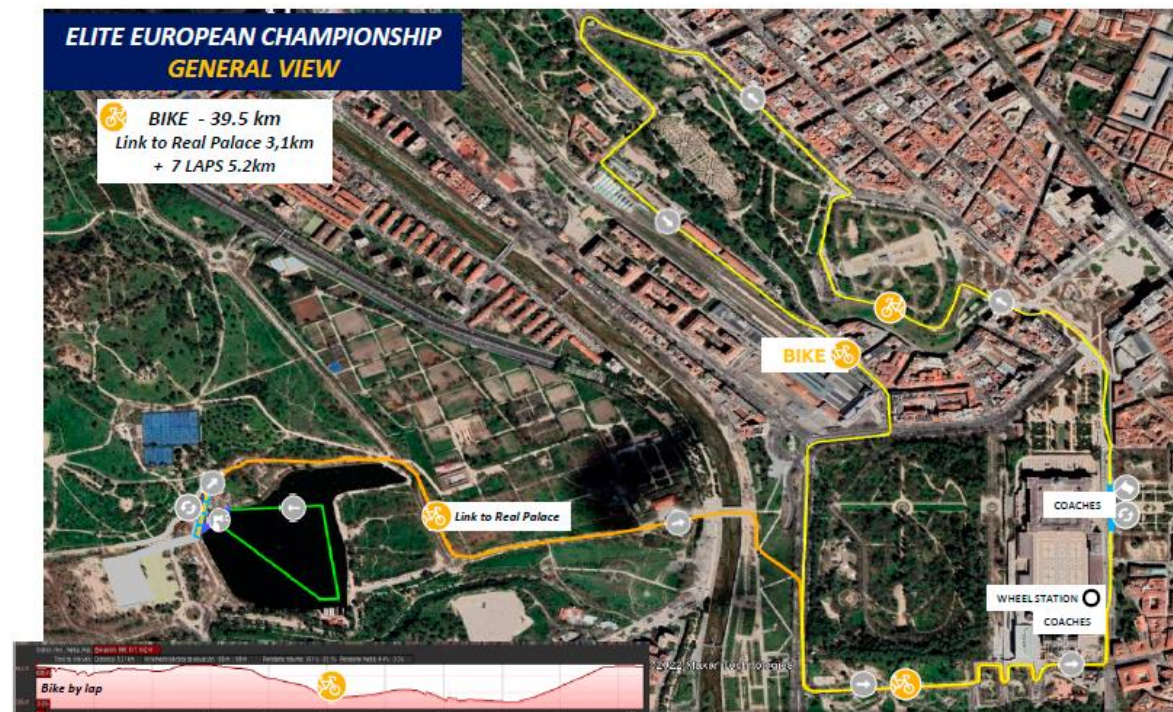 ELITE EUROPEAN CHAMPIONSHIP
GENERAL VIEW
BIKE - 39.5 km
Link to Real Palace 3,1km
+ 7 LAPS 5.2km
BIKE
Link to Real Palace
COACHES
WHEEL STATION
COACHES
©2022 Maxar Technologies
Bike by lap